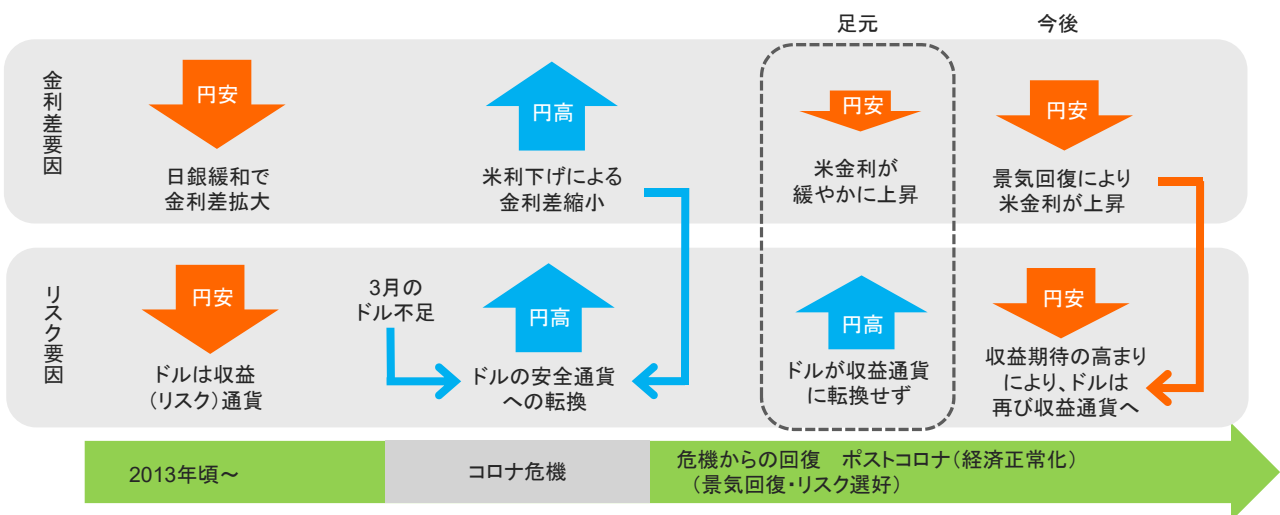 足元
今後
金利差要因
円安
日銀緩和で
金利差拡大
円高
米利下げによる
金利差縮小
円安
米金利が
緩やかに上昇
円安
景気回復により
米金利が上昇
リスク要因
円安
ドルは収益
(リスク)通貨
3月の
ドル不足
円高
ドルの安全通貨
への転換
円高
ドルが収益通貨
に転換せず
円安
収益期待の高まり
により、ドルは
再び収益通貨へ
2013年頃～
コロナ危機
危機からの回復　ポストコロナ(経済正常化)
(景気回復・リスク選好)